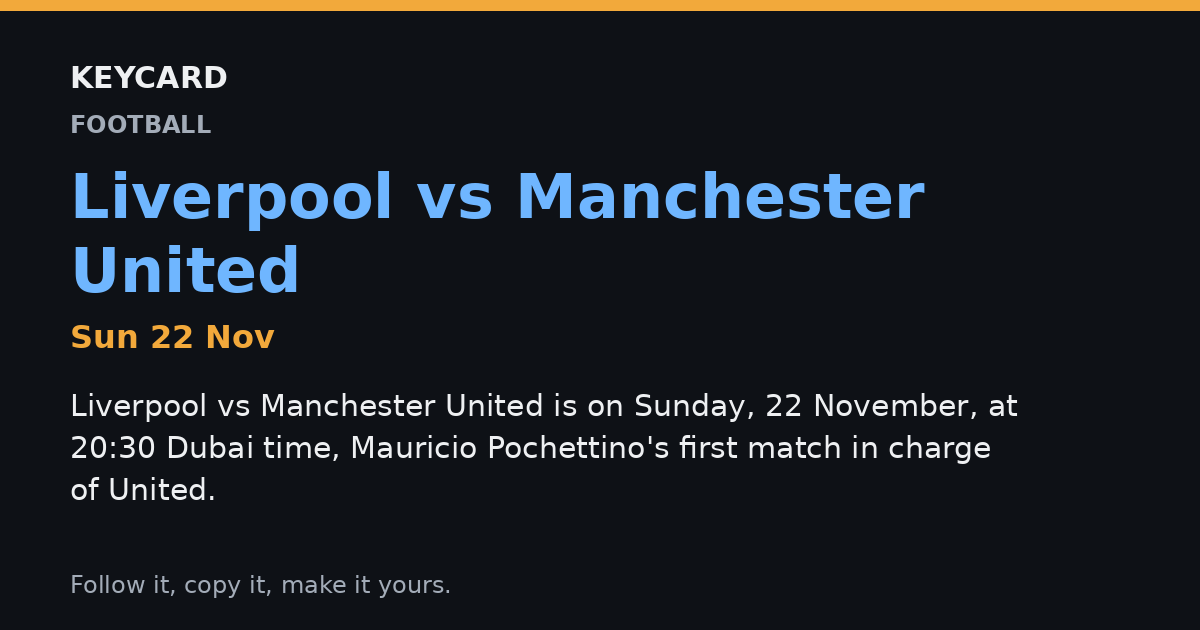 KEYCARD
FOOTBALL
Liverpool vs Manchester
United
Sun 22 Nov
Liverpool vs Manchester United is on Sunday, 22 November, at
20:30 Dubai time, Mauricio Pochettino's first match in charge
of United.
Follow it, copy it, make it yours.